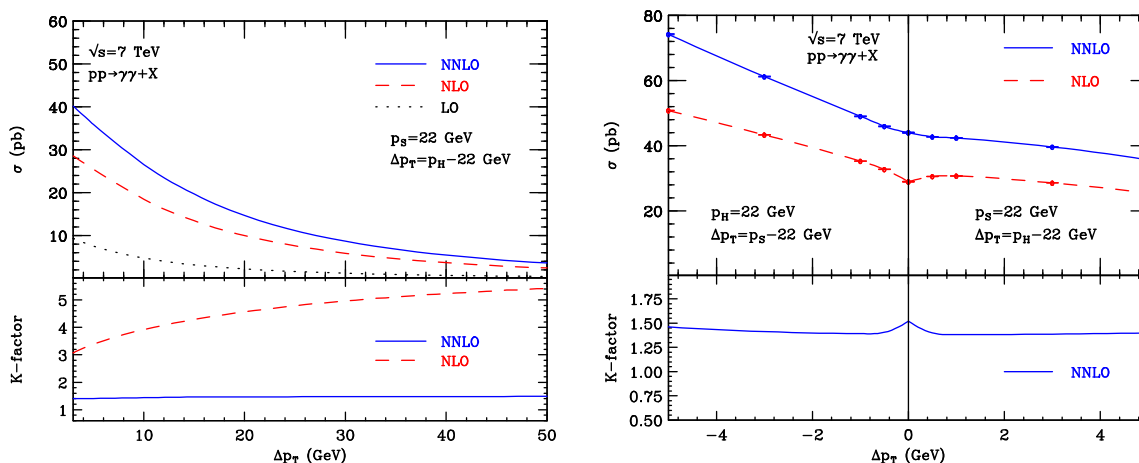 √s=7 TeV
pp→γγ+X
NNLO
NLO
LO
p_S=22 GeV
Δp_T=p_H−22 GeV
σ (pb)
60
50
40
30
20
10
0
K−factor
5
4
3
2
1
NNLO
NLO
10
20
30
40
50
Δp_T (GeV)
√s=7 TeV
pp→γγ+X
NNLO
NLO
σ (pb)
80
60
40
20
p_H=22 GeV
Δp_T=p_S−22 GeV
p_S=22 GeV
Δp_T=p_H−22 GeV
K−factor
1.75
1.50
1.25
1.00
0.75
0.50
NNLO
−4
−2
0
2
4
Δp_T (GeV)